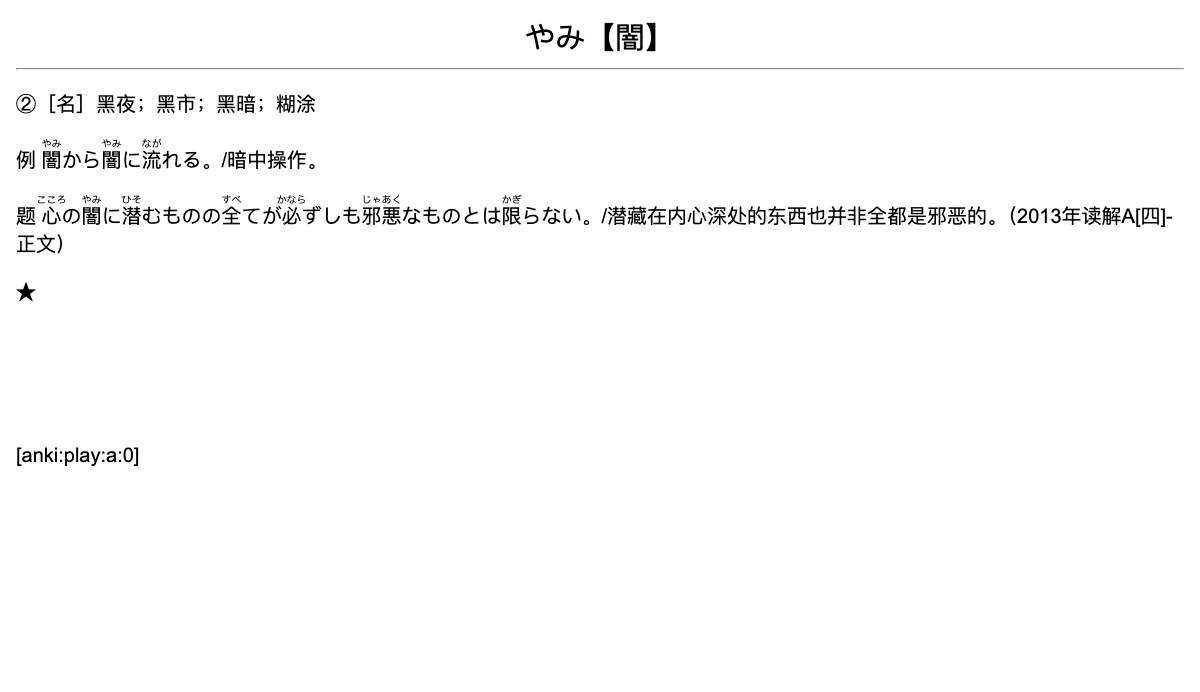 やみ【闇】
②［名］黑夜；黑市；黑暗；糊涂
やみ やみ なが
例 闇から闇に流れる。/暗中操作。
こころ やみ ひそ すべ かなら じゃあく かぎ
题 心の闇に潜むものの全てが必ずしも邪悪なものとは限らない。/潜藏在内心深处的东西也并非全都是邪恶的。（2013年读解A[四]-
正文）
★
[anki:play:a:0]